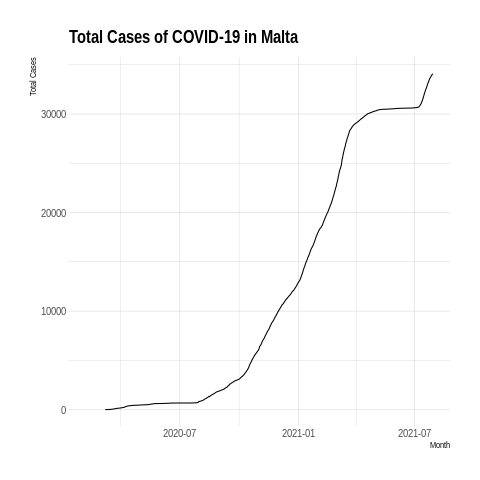 Total Cases of COVID-19 in Malta
Total Cases
30000
20000
10000
0
2020-07 2021-01 2021-07
Month